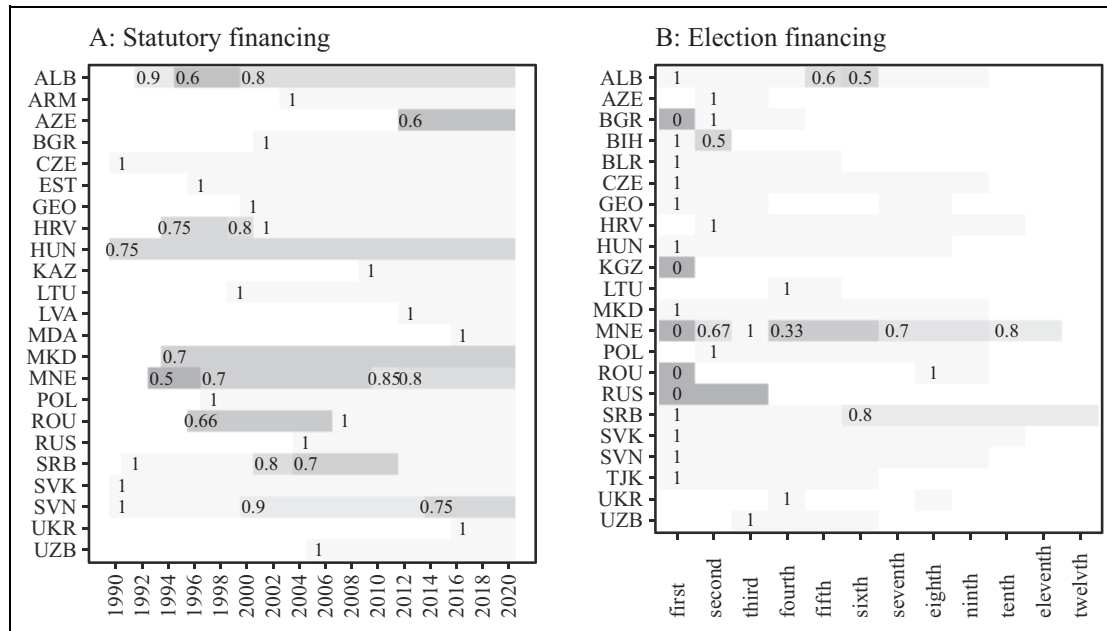 A: Statutory financing
ALB 0.9 0.6 0.8
ARM 1
AZE 0.6
BGR 1
CZE 1
EST 1
GEO 1
HRV 0.75 0.8 1
HUN 0.75
KAZ 1
LTU 1
LVA 1
MDA 1
MKD 0.7
MNE 0.5 0.7 0.85 0.8
POL 1
ROU 0.66 1
RUS 1
SRB 1 0.8 0.7
SVK 1
SVN 1 0.9 0.75
UKR 1
UZB 1
1990 1992 1994 1996 1998 2000 2002 2004 2006 2008 2010 2012 2014 2016 2018 2020
B: Election financing
ALB 1 0.6 0.5
AZE 1
BGR 0 1
BIH 1 0.5
BLR 1
CZE 1
GEO 1
HRV 1
HUN 1
KGZ 0
LTU 1
MKD 1
MNE 0 0.67 1 0.33 0.7 0.8
POL 1
ROU 0 1
RUS 0
SRB 1 0.8
SVK 1
SVN 1
TJK 1
UKR 1
UZB 1
first second third fourth fifth sixth seventh eighth ninth tenth eleventh twelvth